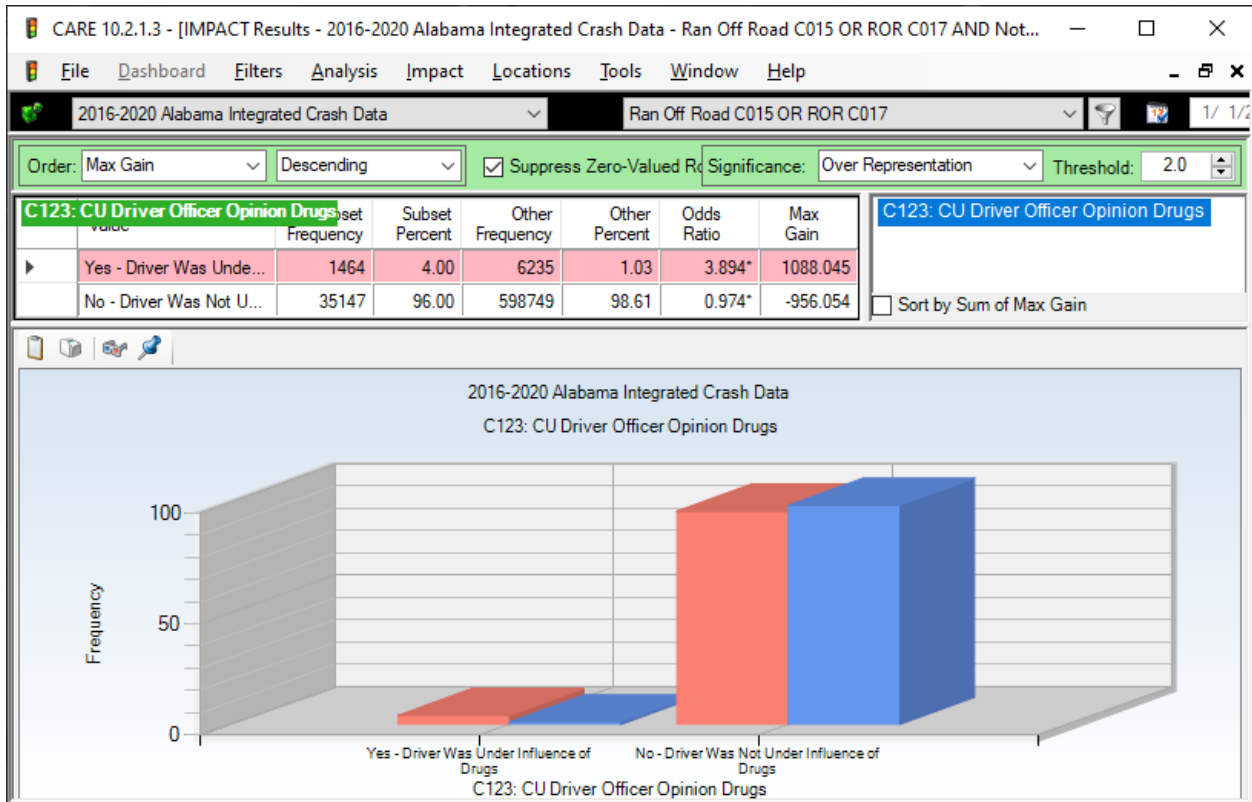 CARE 10.2.1.3 - [IMPACT Results - 2016-2020 Alabama Integrated Crash Data - Ran Off Road C015 OR ROR C017 AND Not...
File Dashboard Filters Analysis Impact Locations Tools Window Help
2016-2020 Alabama Integrated Crash Data Ran Off Road C015 OR ROR C017 1/ 1/2
Order: Max Gain Descending Suppress Zero-Valued Ro Significance: Over Representation Threshold: 2.0
C123: CU Driver Officer Opinion Drugs
Subset Other Other Odds Max
Frequency Percent Frequency Percent Ratio Gain
Yes - Driver Was Unde... 1464 4.00 6235 1.03 3.894* 1088.045
No - Driver Was Not U... 35147 96.00 598749 98.61 0.974* -956.054
C123: CU Driver Officer Opinion Drugs
Sort by Sum of Max Gain
2016-2020 Alabama Integrated Crash Data
C123: CU Driver Officer Opinion Drugs
100
50
0
Frequency
Yes - Driver Was Under Influence of
Drugs
No - Driver Was Not Under Influence of
Drugs
C123: CU Driver Officer Opinion Drugs